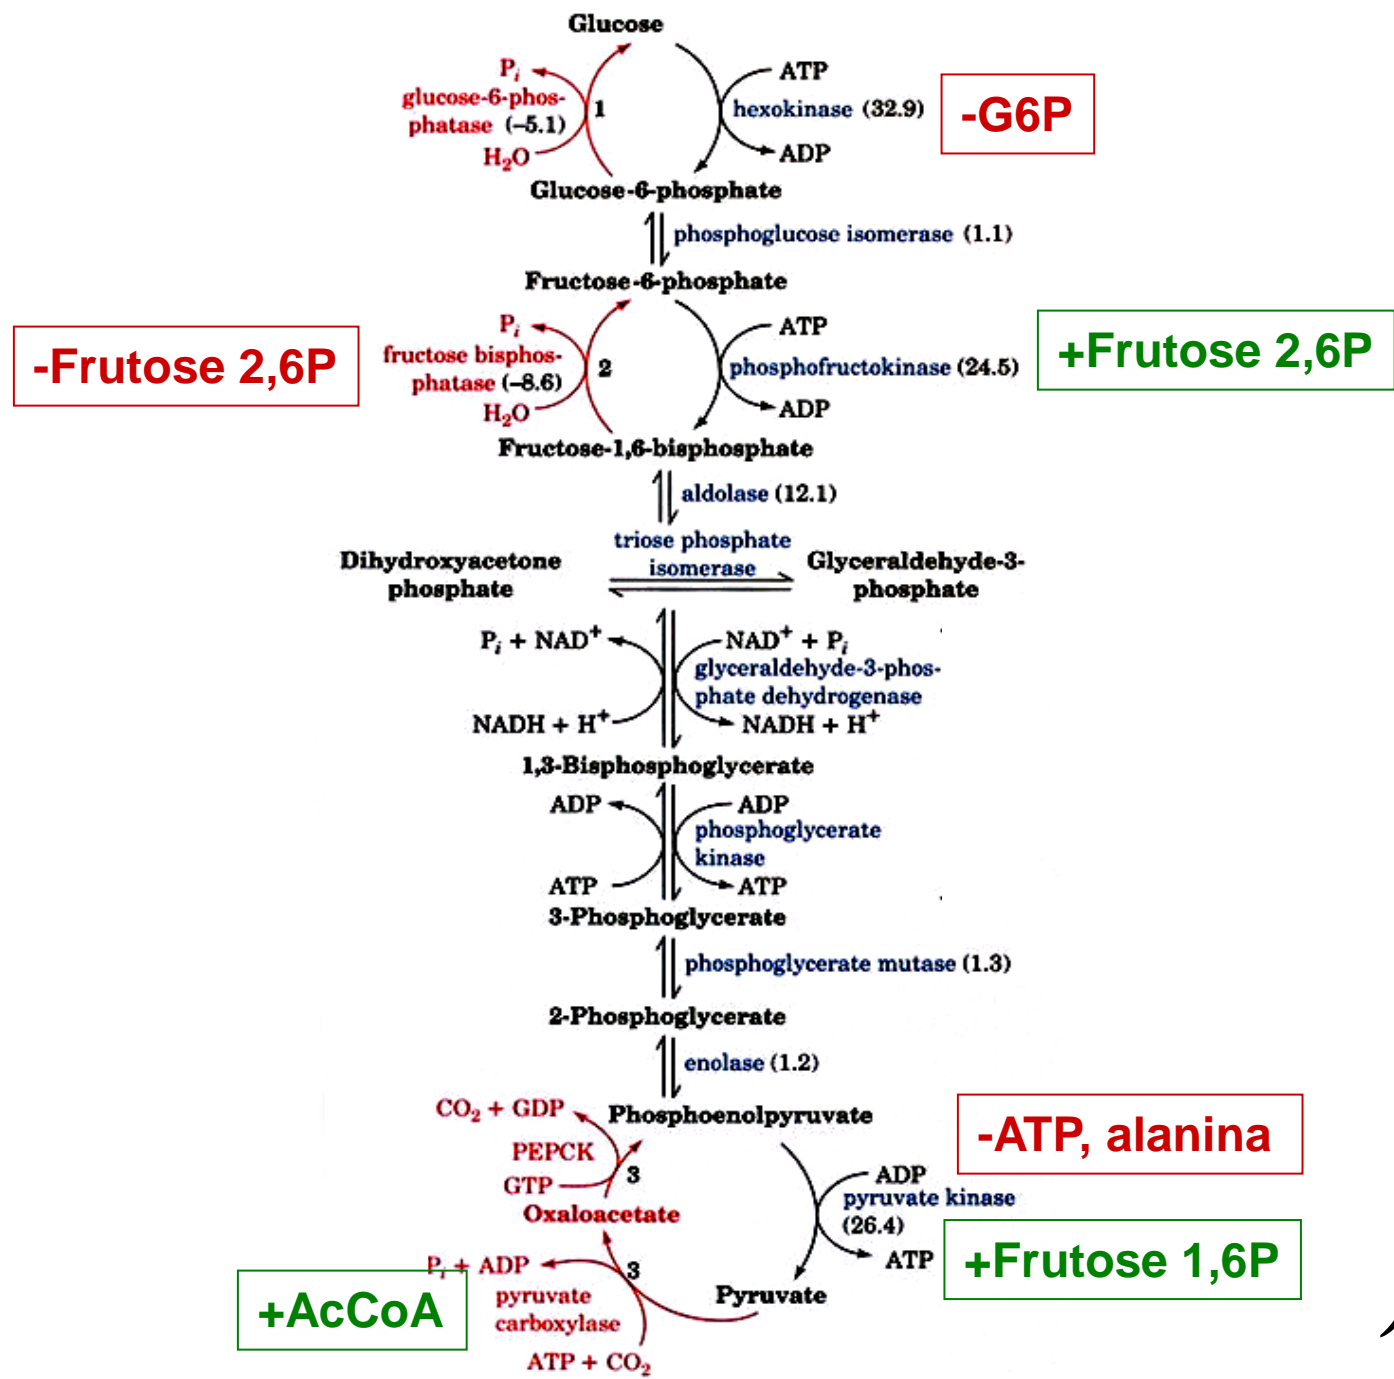 Glucose
P𝑖
ATP
glucose-6-phos-
phatase (–5.1)
1
hexokinase (32.9)
-G6P
H₂O
ADP
Glucose-6-phosphate
phosphoglucose isomerase (1.1)
Fructose-6-phosphate
P𝑖
ATP
-Frutose 2,6P
fructose bisphos-
phatase (–8.6)
2
phosphofructokinase (24.5)
+Frutose 2,6P
H₂O
ADP
Fructose-1,6-bisphosphate
aldolase (12.1)
triose phosphate
isomerase
Dihydroxyacetone
phosphate
Glyceraldehyde-3-
phosphate
P𝑖 + NAD⁺
NAD⁺ + P𝑖
glyceraldehyde-3-phos-
phate dehydrogenase
NADH + H⁺
NADH + H⁺
1,3-Bisphosphoglycerate
ADP
ADP
phosphoglycerate
kinase
ATP
ATP
3-Phosphoglycerate
phosphoglycerate mutase (1.3)
2-Phosphoglycerate
enolase (1.2)
CO₂ + GDP
Phosphoenolpyruvate
-ATP, alanina
PEPCK
3
GTP
ADP
pyruvate kinase
(26.4)
Oxaloacetate
ATP
+Frutose 1,6P
P𝑖 + ADP
3
Pyruvate
+AcCoA
pyruvate
carboxylase
ATP + CO₂